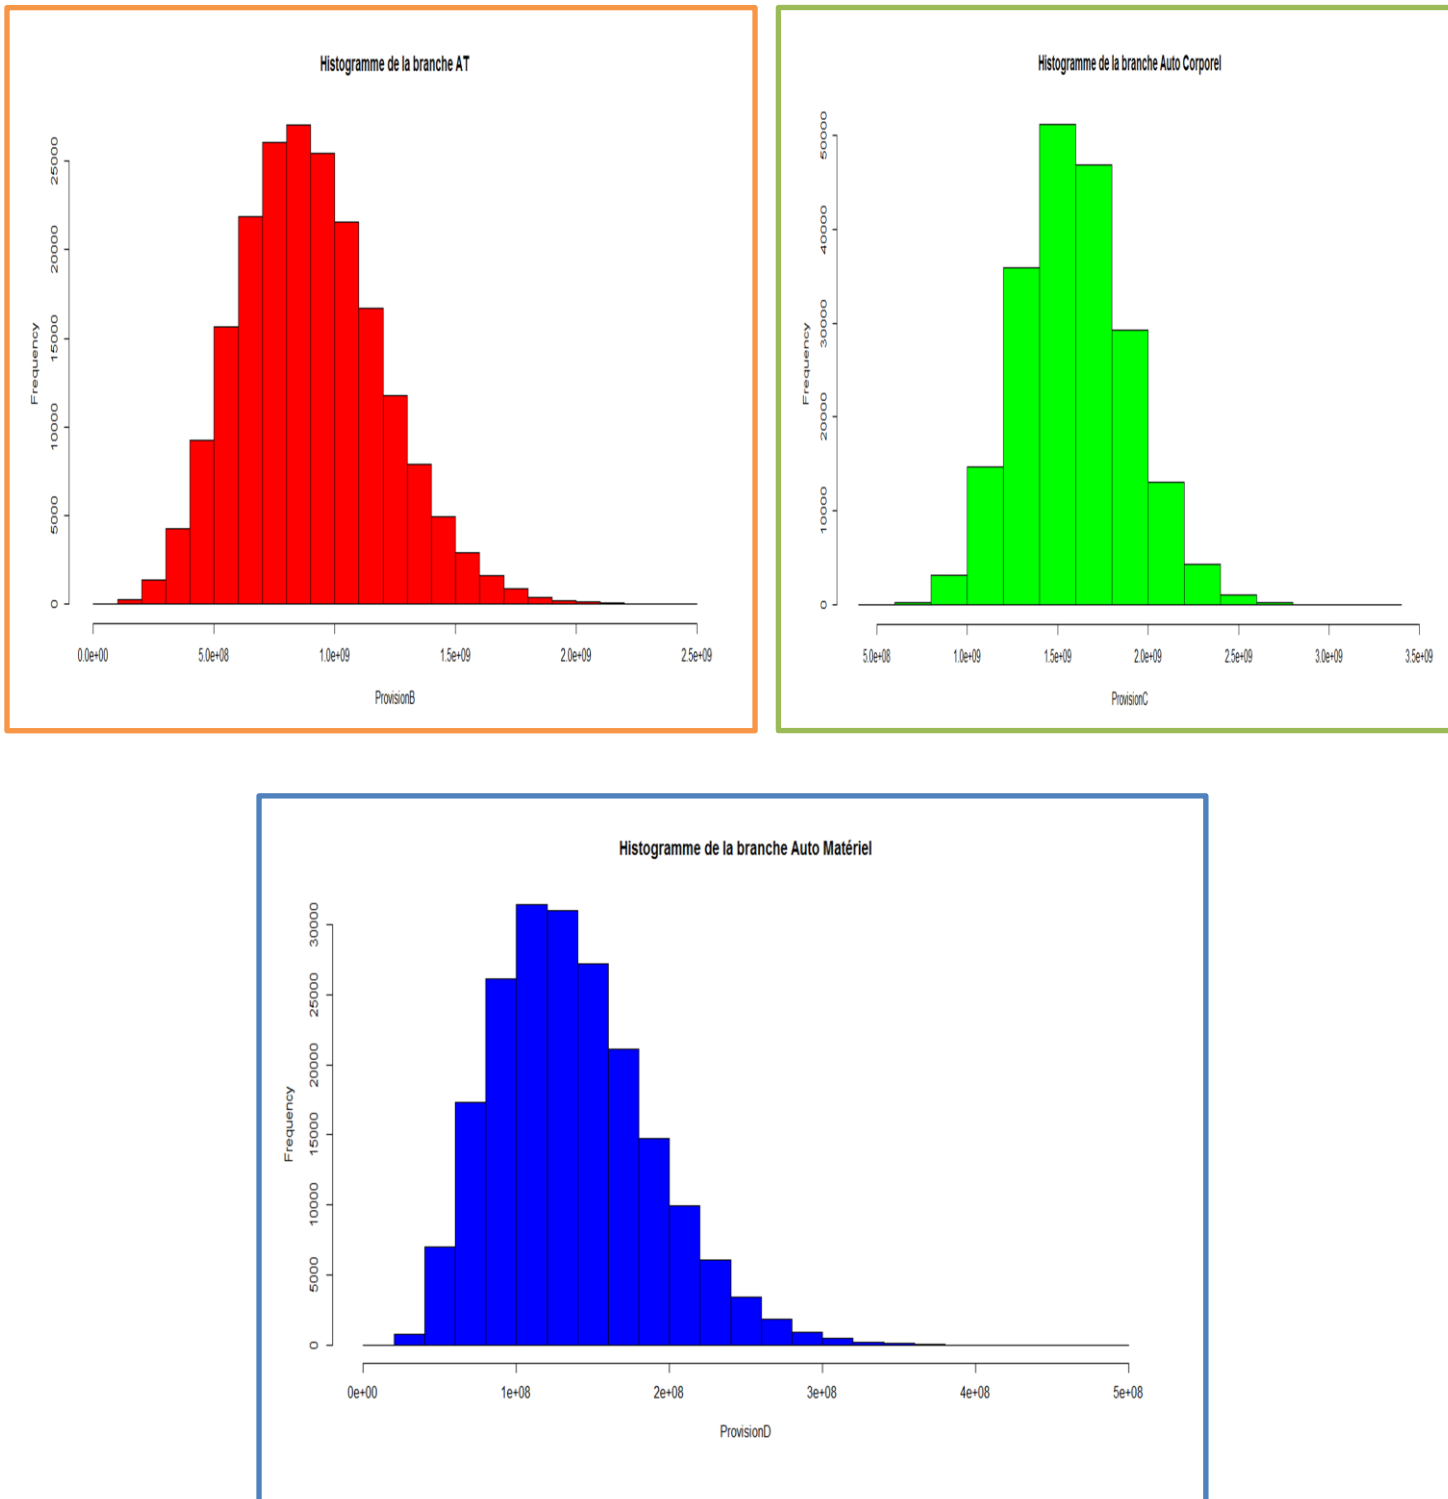 Histogramme de la branche AT
Frequency
0
5000
10000
15000
20000
25000
0.0e+00 5.0e+08 1.0e+09 1.5e+09 2.0e+09 2.5e+09
ProvisionB
Histogramme de la branche Auto Corporel
Frequency
0
10000
20000
30000
40000
50000
5.0e+08 1.0e+09 1.5e+09 2.0e+09 2.5e+09 3.0e+09 3.5e+09
ProvisionC
Histogramme de la branche Auto Matériel
Frequency
0
5000
10000
15000
20000
25000
30000
0e+00 1e+08 2e+08 3e+08 4e+08 5e+08
ProvisionD